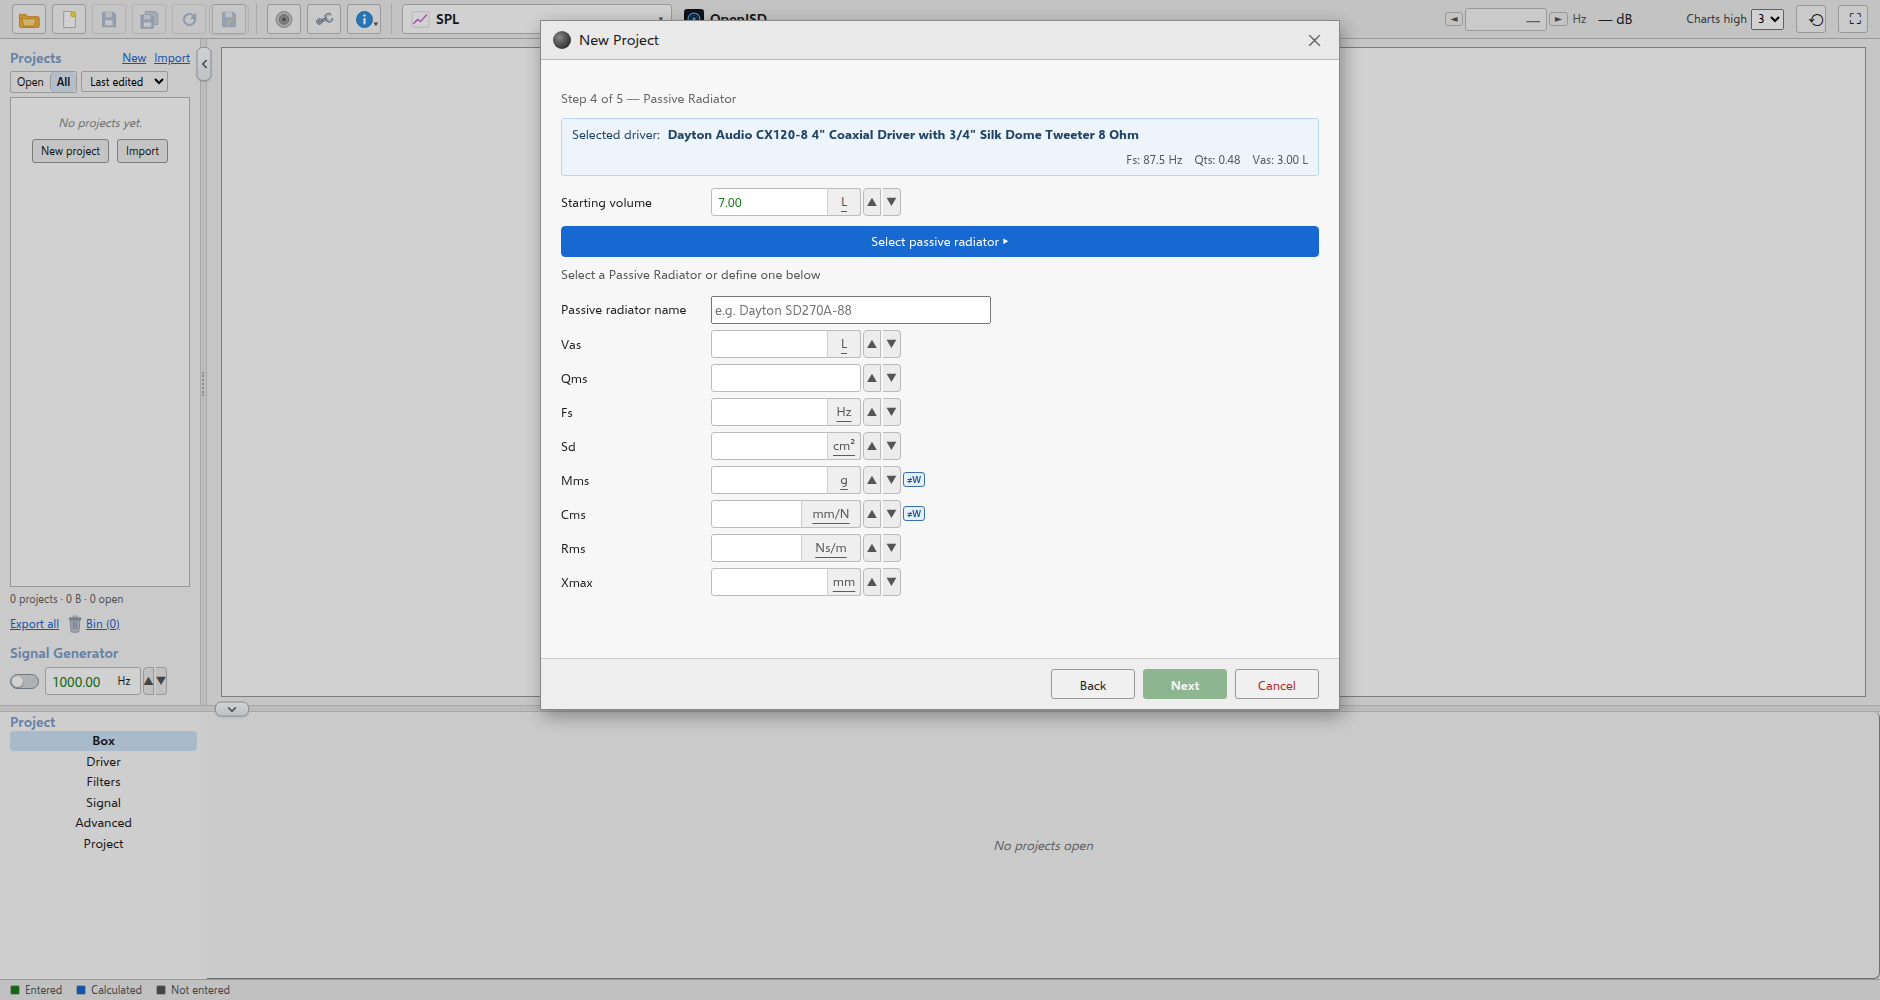 SPL
OpenISD
—
Hz
— dB
Charts high
3
Projects
New
Import
Open
All
Last edited
No projects yet.
New project
Import
0 projects · 0 B · 0 open
Export all
Bin (0)
Signal Generator
1000.00
Hz
New Project
Step 4 of 5 — Passive Radiator
Selected driver: Dayton Audio CX120-8 4" Coaxial Driver with 3/4" Silk Dome Tweeter 8 Ohm
Fs: 87.5 Hz Qts: 0.48 Vas: 3.00 L
Starting volume
7.00
L
Select passive radiator
Select a Passive Radiator or define one below
Passive radiator name
e.g. Dayton SD270A-88
Vas
L
Qms
Fs
Hz
Sd
cm²
Mms
g
≠W
Cms
mm/N
≠W
Rms
Ns/m
Xmax
mm
Back
Next
Cancel
Project
Box
Driver
Filters
Signal
Advanced
Project
No projects open
Entered
Calculated
Not entered